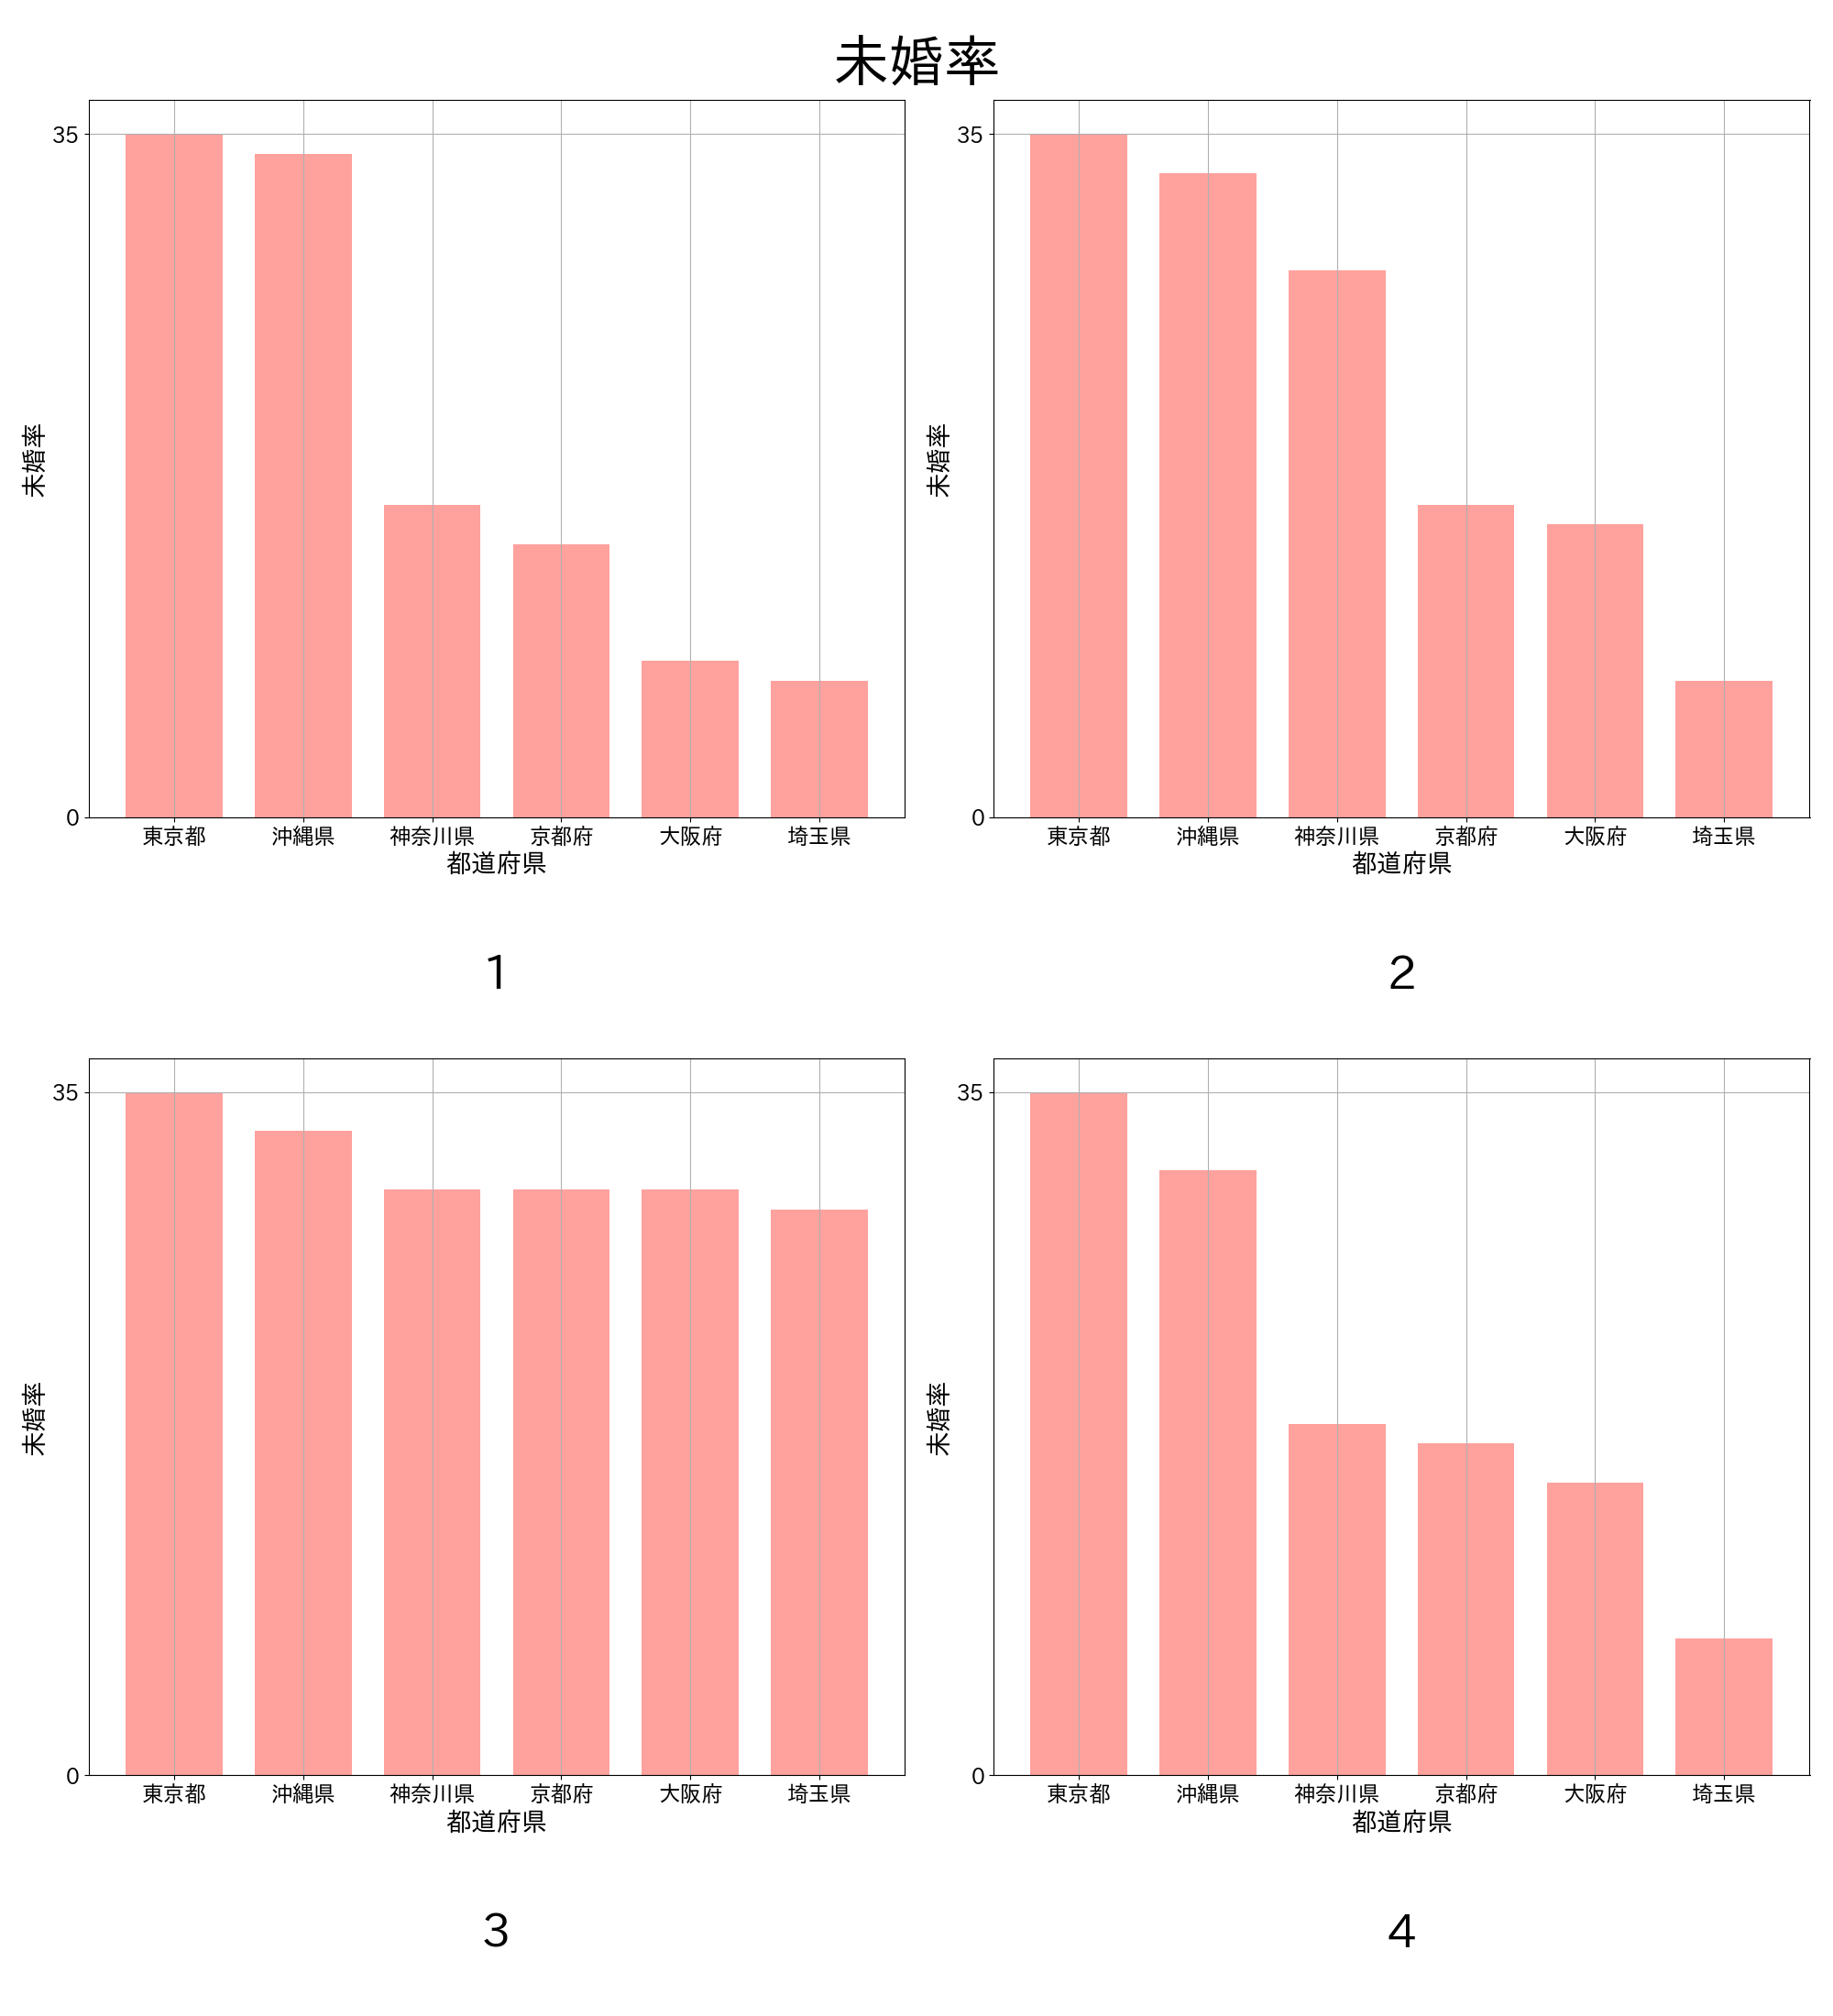 未婚率
35
0
未婚率
東京都 沖縄県 神奈川県 京都府 大阪府 埼玉県
都道府県
1
35
0
未婚率
東京都 沖縄県 神奈川県 京都府 大阪府 埼玉県
都道府県
2
35
0
未婚率
東京都 沖縄県 神奈川県 京都府 大阪府 埼玉県
都道府県
3
35
0
未婚率
東京都 沖縄県 神奈川県 京都府 大阪府 埼玉県
都道府県
4